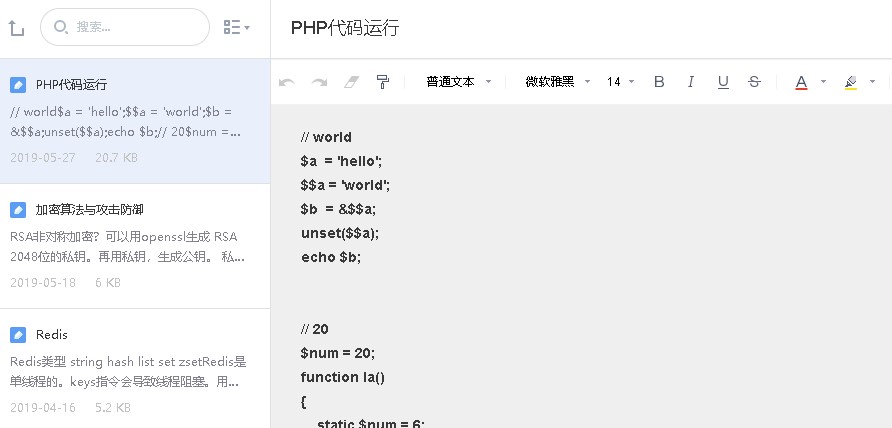 搜索...
PHP代码运行
// world$a = 'hello';$$a = 'world';$b =
&$$a;unset($$a);echo $b;// 20$num =...
2019-05-27 20.7 KB
加密算法与攻击防御
RSA非对称加密？可以用openssl生成 RSA
2048位的私钥。再用私钥，生成公钥。 私...
2019-05-18 6 KB
Redis
Redis类型 string hash list set zsetRedis是
单线程的。keys指令会导致线程阻塞。用...
2019-04-16 5.2 KB
PHP代码运行
普通文本 微软雅黑 14 B I U S A
// world
$a  = 'hello';
$$a = 'world';
$b  = &$$a;
unset($$a);
echo $b;
// 20
$num = 20;
function la()
{
static $num = 6;